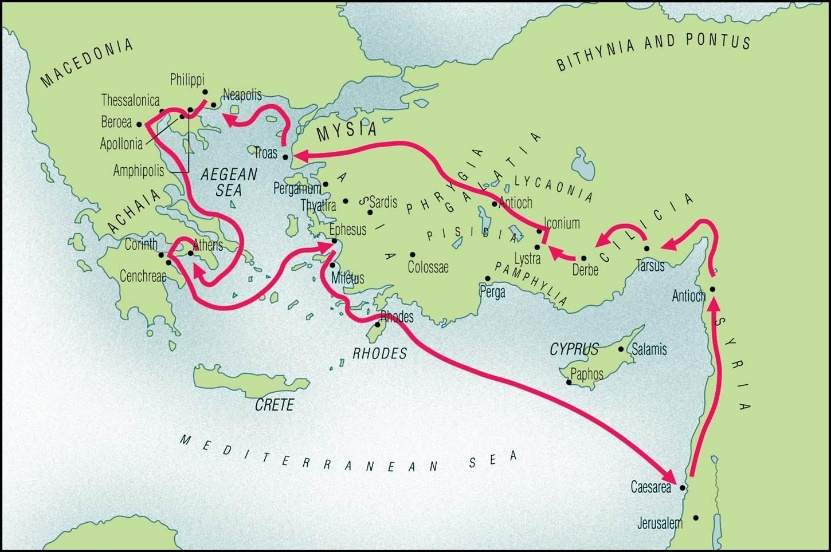 MACEDONIA
BITHYNIA AND PONTUS
Philippi
Neapolis
Thessalonica
Beroea
Apollonia
Amphipolis
AEGEAN
SEA
Troas
MYSIA
ASIA
PHRYGIA
GALATIA
LYCAONIA
Pergamum
Thyatira
Sardis
Antioch
Iconium
PISIDIA
CILICIA
ACHAIA
Corinth
Athens
Cenchreae
Ephesus
Miletus
Colossae
Lystra
Derbe
Tarsus
PAMPHYLIA
Perga
Antioch
SYRIA
Rhodes
RHODES
CYPRUS
Salamis
Paphos
CRETE
MEDITERRANEAN SEA
Caesarea
Jerusalem